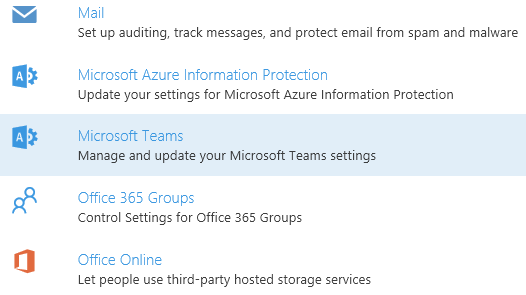 Mail
Set up auditing, track messages, and protect email from spam and malware
A
Microsoft Azure Information Protection
Update your settings for Microsoft Azure Information Protection
A
Microsoft Teams
Manage and update your Microsoft Teams settings
Office 365 Groups
Control Settings for Office 365 Groups
Office Online
Let people use third-party hosted storage services